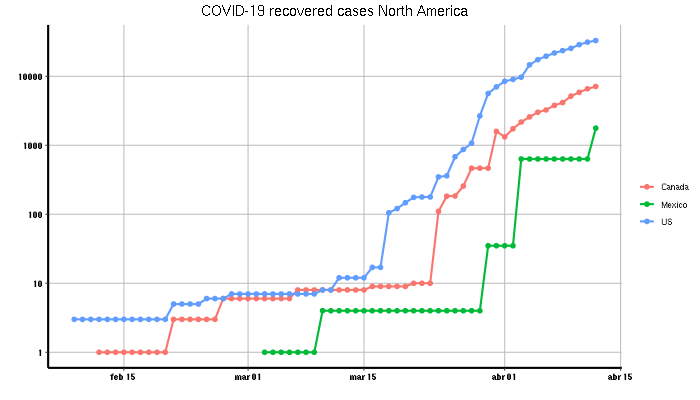 COVID-19 recovered cases North America
10000
1000
100
10
1
feb 15
mar 01
mar 15
abr 01
abr 15
Canada
Mexico
US